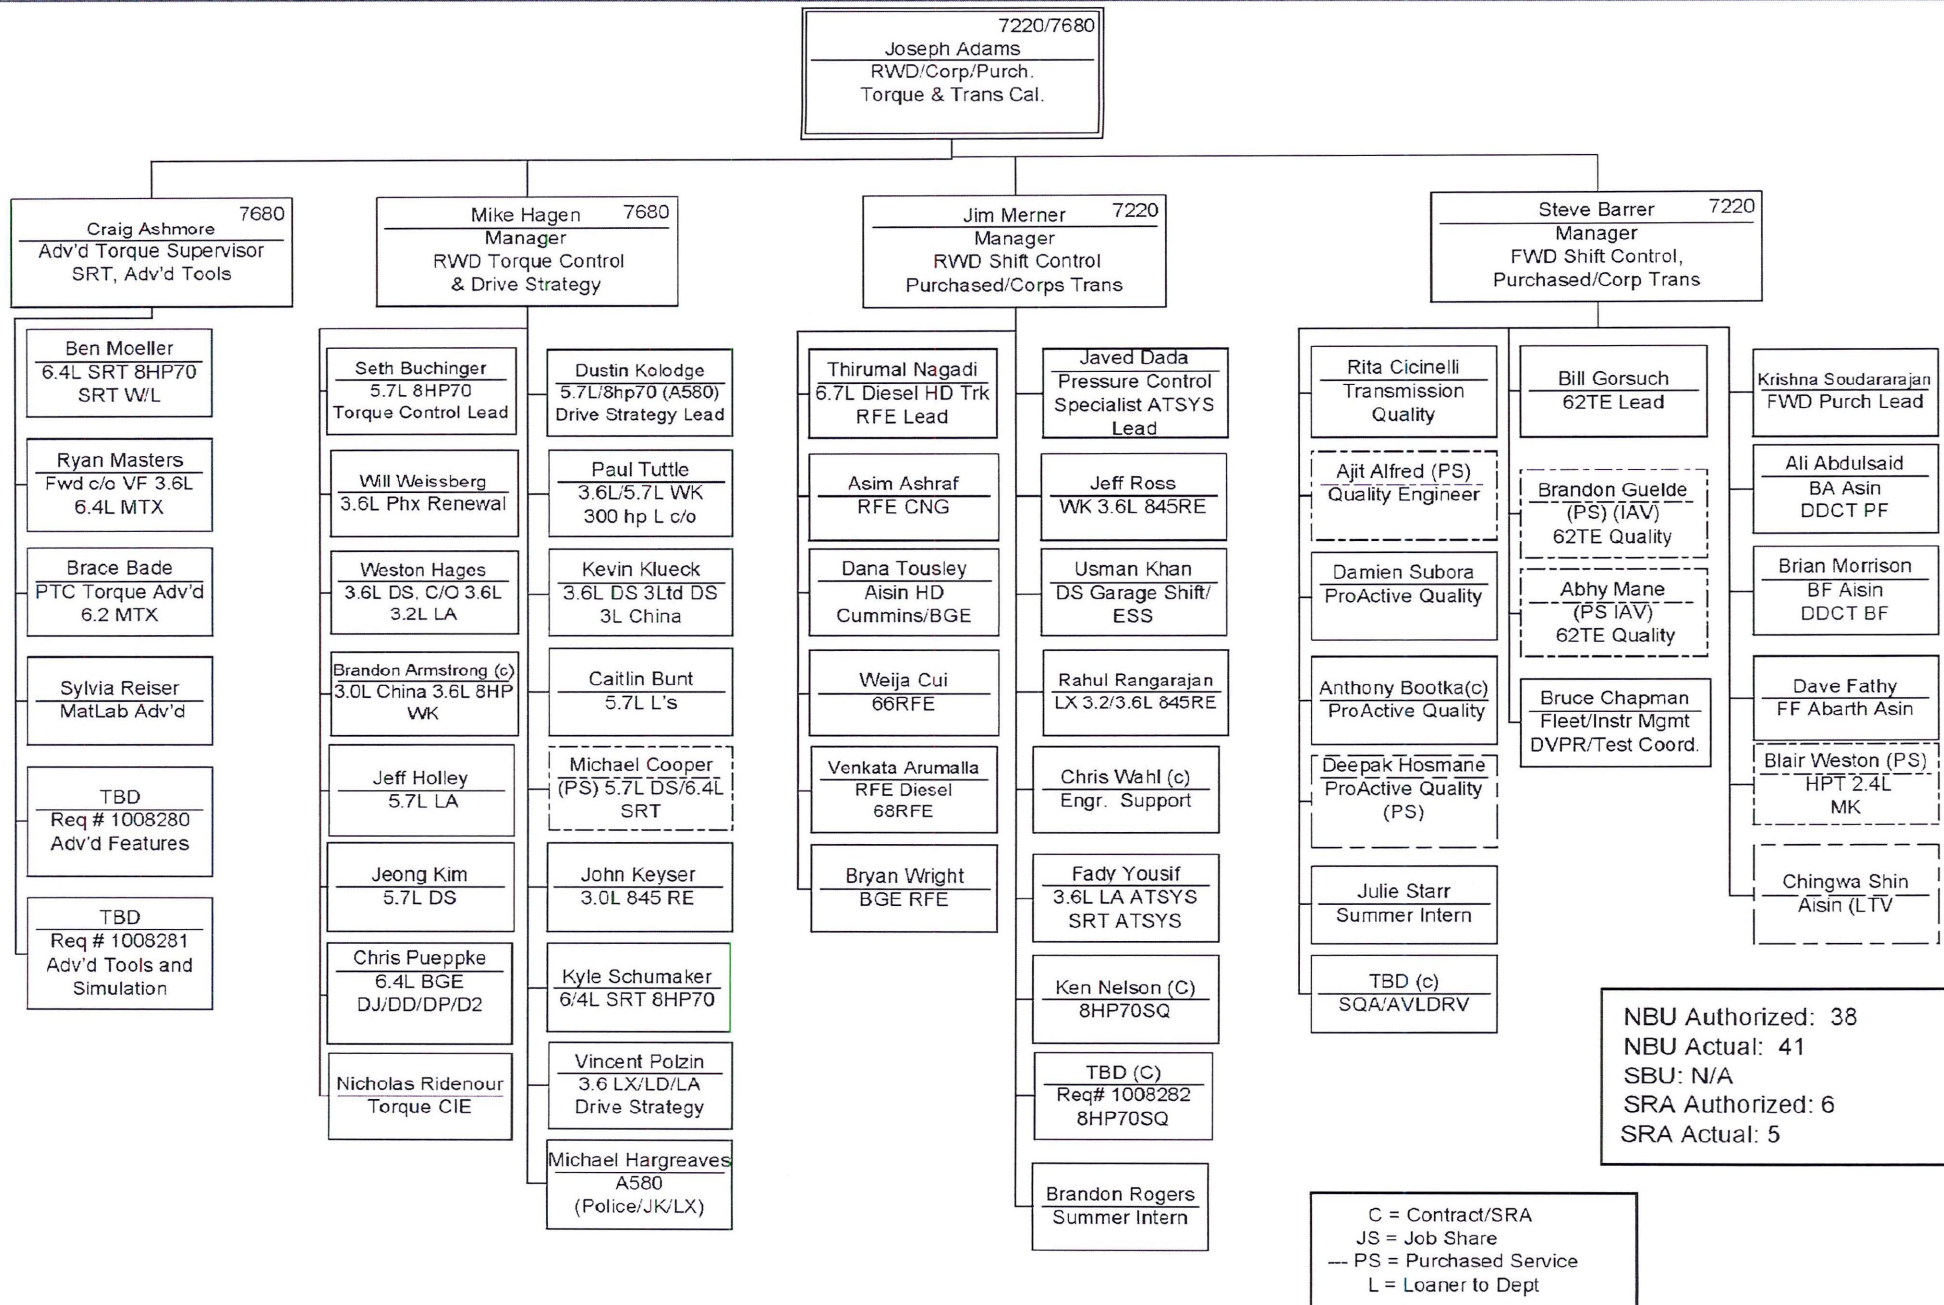 7220/7680
Joseph Adams
RWD/Corp/Purch.
Torque & Trans Cal.
7680
Craig Ashmore
Adv'd Torque Supervisor
SRT, Adv'd Tools
Ben Moeller
6.4L SRT 8HP70
SRT W/L
Ryan Masters
Fwd c/o VF 3.6L
6.4L MTX
Brace Bade
PTC Torque Adv'd
6.2 MTX
Sylvia Reiser
MatLab Adv'd
TBD
Req # 1008280
Adv'd Features
TBD
Req # 1008281
Adv'd Tools and
Simulation
Mike Hagen 7680
Manager
RWD Torque Control
& Drive Strategy
Seth Buchinger
5.7L 8HP70
Torque Control Lead
Will Weissberg
3.6L Phx Renewal
Weston Hages
3.6L DS, C/O 3.6L
3.2L LA
Brandon Armstrong (c)
3.0L China 3.6L 8HP
WK
Jeff Holley
5.7L LA
Jeong Kim
5.7L DS
Chris Pueppke
6.4L BGE
DJ/DD/DP/D2
Nicholas Ridenour
Torque CIE
Dustin Kolodge
5.7L/8hp70 (A580)
Drive Strategy Lead
Paul Tuttle
3.6L/5.7L WK
300 hp L c/o
Kevin Klueck
3.6L DS 3Ltd DS
3L China
Caitlin Bunt
5.7L L's
Michael Cooper
(PS) 5.7L DS/6.4L
SRT
John Keyser
3.0L 845 RE
Kyle Schumaker
6/4L SRT 8HP70
Vincent Polzin
3.6 LX/LD/LA
Drive Strategy
Michael Hargreaves
A580
(Police/JK/LX)
Jim Merner 7220
Manager
RWD Shift Control
Purchased/Corps Trans
Thirumal Nagadi
6.7L Diesel HD Trk
RFE Lead
Asim Ashraf
RFE CNG
Dana Tousley
Aisin HD
Cummins/BGE
Weija Cui
66RFE
Venkata Arumalla
RFE Diesel
68RFE
Bryan Wright
BGE RFE
Javed Dada
Pressure Control
Specialist ATSYS
Lead
Jeff Ross
WK 3.6L 845RE
Usman Khan
DS Garage Shift/
ESS
Rahul Rangarajan
LX 3.2/3.6L 845RE
Chris Wahl (c)
Engr. Support
Fady Yousif
3.6L LA ATSYS
SRT ATSYS
Ken Nelson (C)
8HP70SQ
TBD (C)
Req# 1008282
8HP70SQ
Brandon Rogers
Summer Intern
Steve Barrer 7220
Manager
FWD Shift Control,
Purchased/Corp Trans
Rita Cicinelli
Transmission
Quality
Ajit Alfred (PS)
Quality Engineer
Damien Subora
ProActive Quality
Anthony Bootka(c)
ProActive Quality
Deepak Hosmane
ProActive Quality
(PS)
Julie Starr
Summer Intern
TBD (c)
SQA/AVLDRV
Bill Gorsuch
62TE Lead
Brandon Guelde
(PS) (IAV)
62TE Quality
Abhy Mane
(PS IAV)
62TE Quality
Bruce Chapman
Fleet/Instr Mgmt
DVPR/Test Coord.
Krishna Soudararajan
FWD Purch Lead
Ali Abdulsaid
BA Asin
DDCT PF
Brian Morrison
BF Aisin
DDCT BF
Dave Fathy
FF Abarth Asin
Blair Weston (PS)
HPT 2.4L
MK
Chingwa Shin
Aisin (LTV
NBU Authorized: 38
NBU Actual: 41
SBU: N/A
SRA Authorized: 6
SRA Actual: 5
C = Contract/SRA
JS = Job Share
--- PS = Purchased Service
L = Loaner to Dept